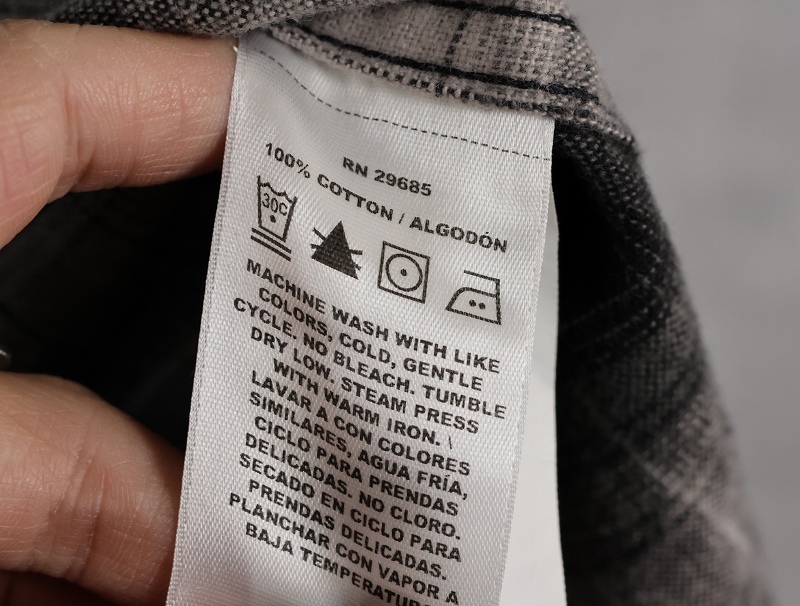 RN 29685
100% COTTON / ALGODÓN
30C
MACHINE WASH WITH LIKE
COLORS, COLD, GENTLE
CYCLE. NO BLEACH. TUMBLE
DRY LOW. STEAM PRESS
WITH WARM IRON. \
LAVAR A CON COLORES
SIMILARES, AGUA FRÍA,
CICLO PARA PRENDAS
DELICADAS. NO CLORO.
SECADO EN CICLO PARA
PRENDAS DELICADAS.
PLANCHAR CON VAPOR A
BAJA TEMPERATURA